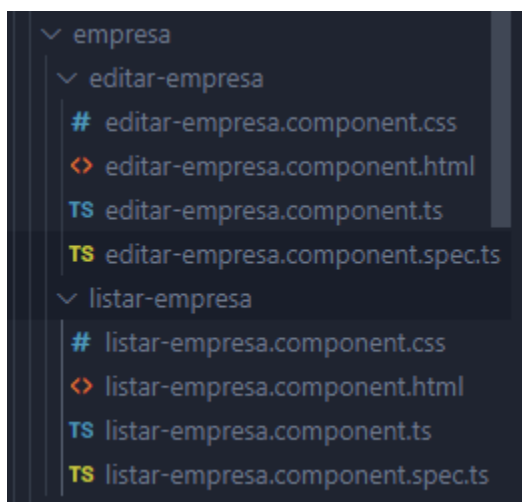 empresa
editar-empresa
# editar-empresa.component.css
<> editar-empresa.component.html
TS editar-empresa.component.ts
TS editar-empresa.component.spec.ts
listar-empresa
# listar-empresa.component.css
<> listar-empresa.component.html
TS listar-empresa.component.ts
TS listar-empresa.component.spec.ts